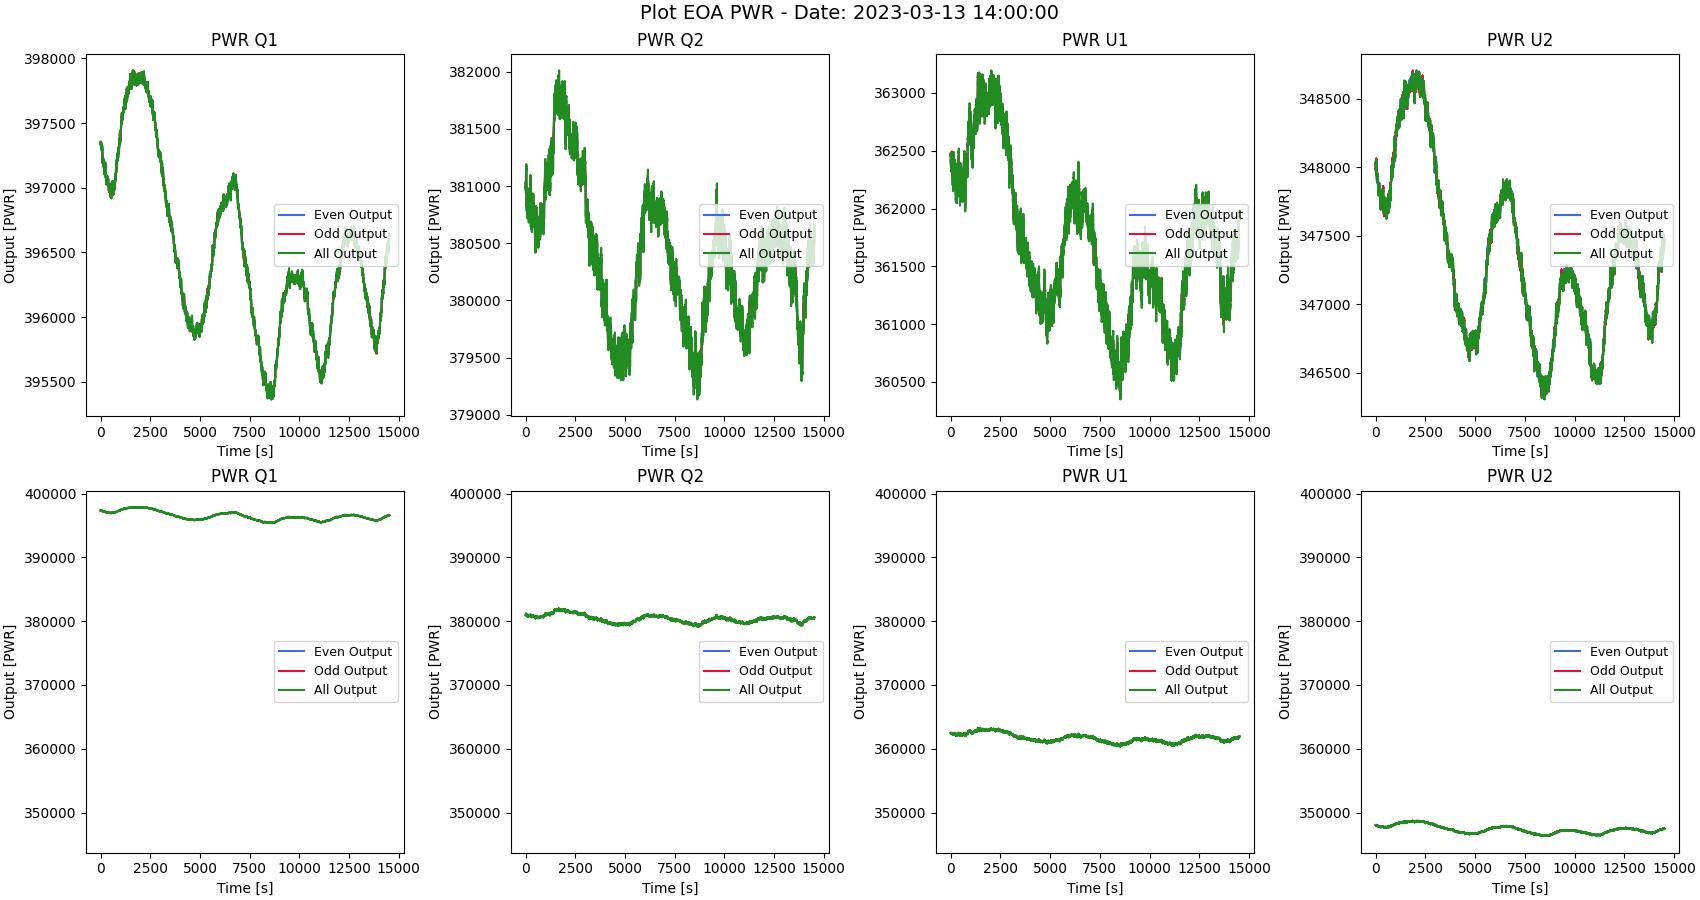 Plot EOA PWR - Date: 2023-03-13 14:00:00
PWR Q1
398000
397500
397000
396500
396000
395500
0 2500 5000 7500 10000 12500 15000
Output [PWR]
Time [s]
Even Output
Odd Output
All Output
PWR Q2
382000
381500
381000
380500
380000
379500
379000
0 2500 5000 7500 10000 12500 15000
Output [PWR]
Time [s]
Even Output
Odd Output
All Output
PWR U1
363000
362500
362000
361500
361000
360500
0 2500 5000 7500 10000 12500 15000
Output [PWR]
Time [s]
Even Output
Odd Output
All Output
PWR U2
348500
348000
347500
347000
346500
0 2500 5000 7500 10000 12500 15000
Output [PWR]
Time [s]
Even Output
Odd Output
All Output
PWR Q1
400000
390000
380000
370000
360000
350000
0 2500 5000 7500 10000 12500 15000
Output [PWR]
Time [s]
Even Output
Odd Output
All Output
PWR Q2
400000
390000
380000
370000
360000
350000
0 2500 5000 7500 10000 12500 15000
Output [PWR]
Time [s]
Even Output
Odd Output
All Output
PWR U1
400000
390000
380000
370000
360000
350000
0 2500 5000 7500 10000 12500 15000
Output [PWR]
Time [s]
Even Output
Odd Output
All Output
PWR U2
400000
390000
380000
370000
360000
350000
0 2500 5000 7500 10000 12500 15000
Output [PWR]
Time [s]
Even Output
Odd Output
All Output